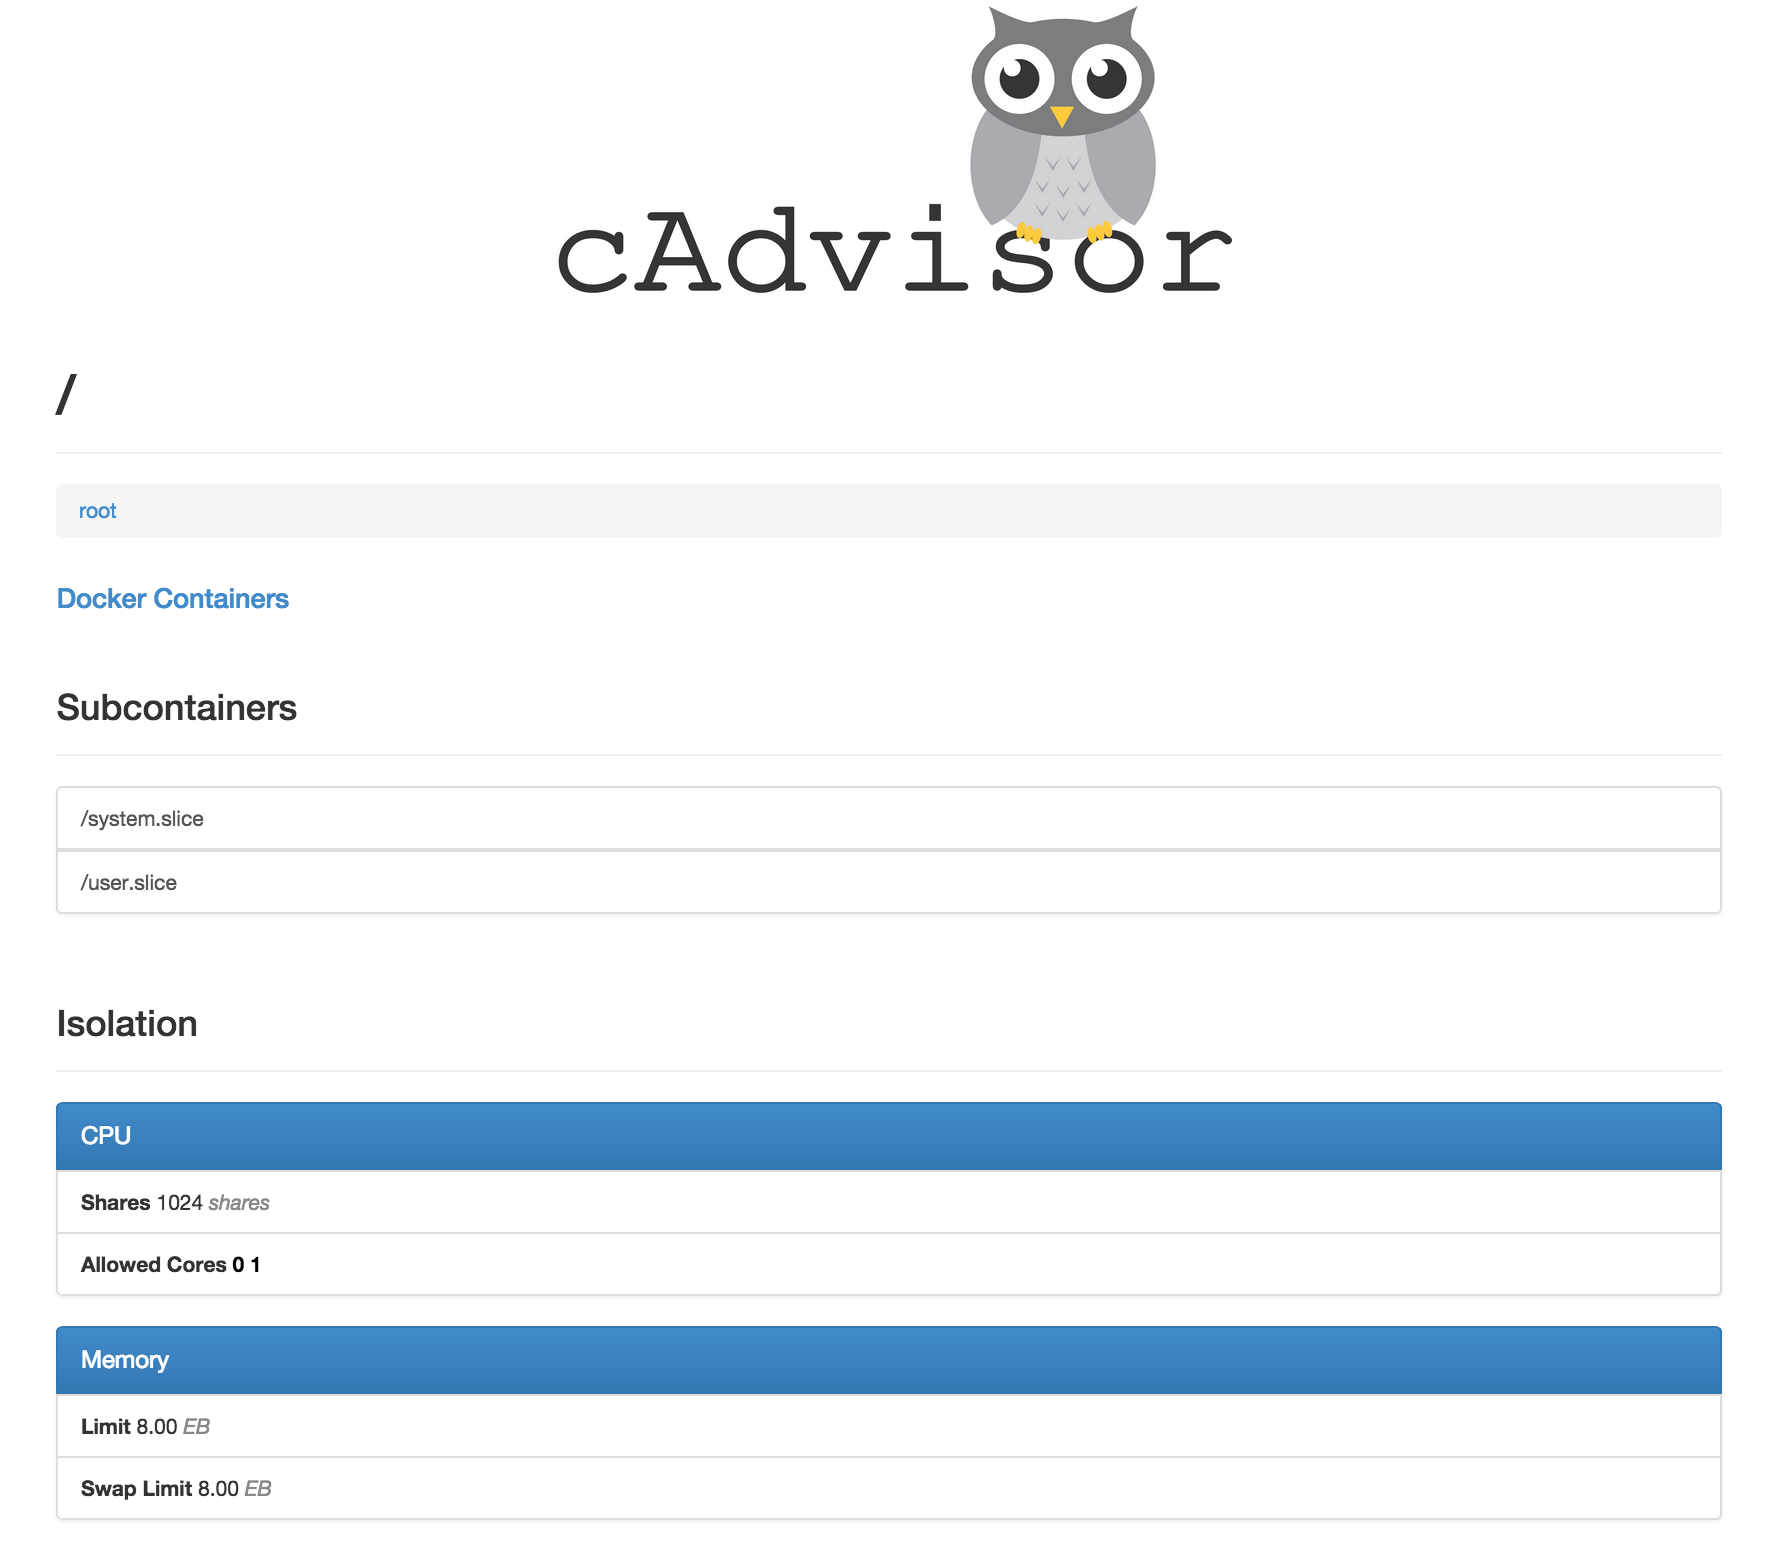 cAdvisor
/
root
Docker Containers
Subcontainers
/system.slice
/user.slice
Isolation
CPU
Shares 1024 shares
Allowed Cores 0 1
Memory
Limit 8.00 EB
Swap Limit 8.00 EB